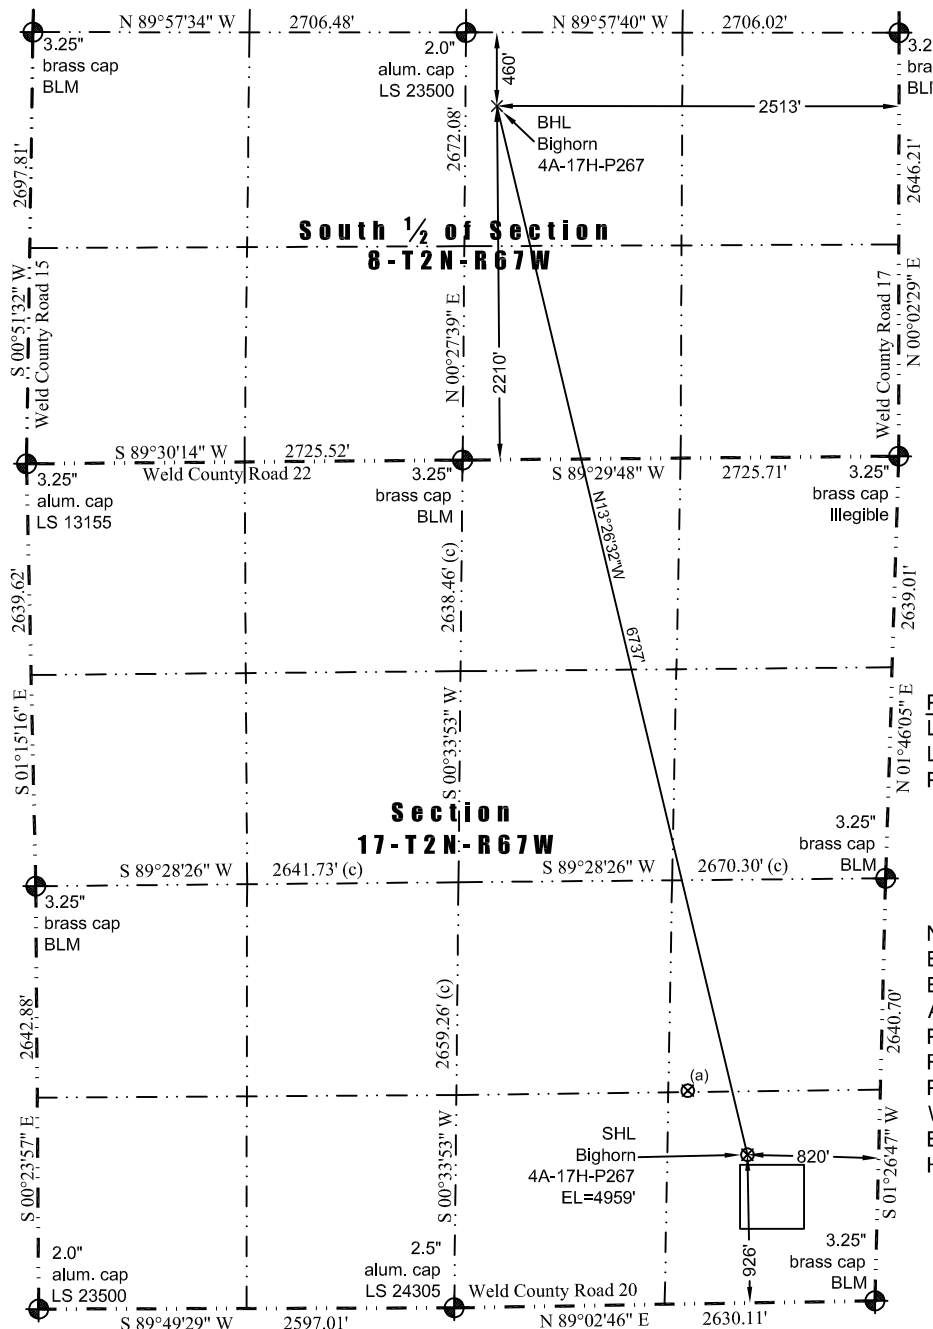 N 89°57'34" W 2706.48'
N 89°57'40" W 2706.02'
3.25"
brass cap
BLM
2.0"
alum. cap
LS 23500
460'
2513'
BHL
Bighorn
4A-17H-P267
2697.81'
2672.08'
2646.21'
South ½ of Section
8-T2N-R67W
S 00°51'32" W
Weld County Road 15
N 00°27'39" E
2210'
Weld County Road 17
N 00°02'29" E
S 89°30'14" W 2725.52'
Weld County Road 22
S 89°29'48" W 2725.71'
3.25"
alum. cap
LS 13155
3.25"
brass cap
BLM
3.25"
brass cap
Illegible
N13°26'32"W
6737'
2639.62'
2638.46' (c)
2639.01'
S 01°15'16" E
S 00°33'53" W
N 01°46'05" E
Section
17-T2N-R67W
3.25"
brass cap
BLM
S 89°28'26" W 2641.73' (c)
S 89°28'26" W 2670.30' (c)
3.25"
brass cap
BLM
2642.88'
2659.26' (c)
2640.70'
(a)
SHL
Bighorn
4A-17H-P267
EL=4959'
820'
S 00°23'57" E
S 00°33'53" W
S 01°26'47" W
926'
2.0"
alum. cap
LS 23500
2.5"
alum. cap
LS 24305
Weld County Road 20
3.25"
brass cap
BLM
S 89°49'29" W 2597.01'
N 89°02'46" E 2630.11'